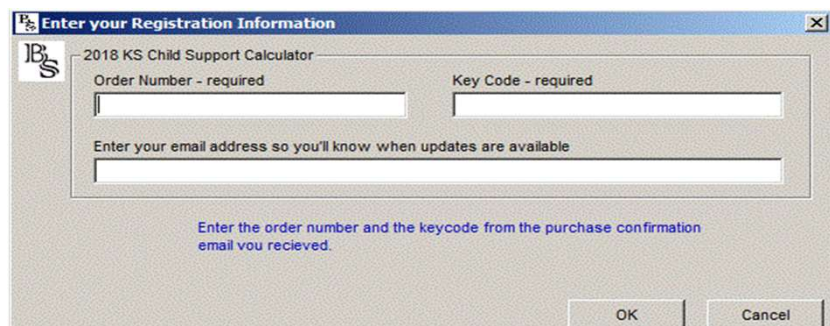 Enter your Registration Information
2018 KS Child Support Calculator
Order Number - required
Key Code - required
Enter your email address so you'll know when updates are available
Enter the order number and the keycode from the purchase confirmation
email you recieved.
OK
Cancel